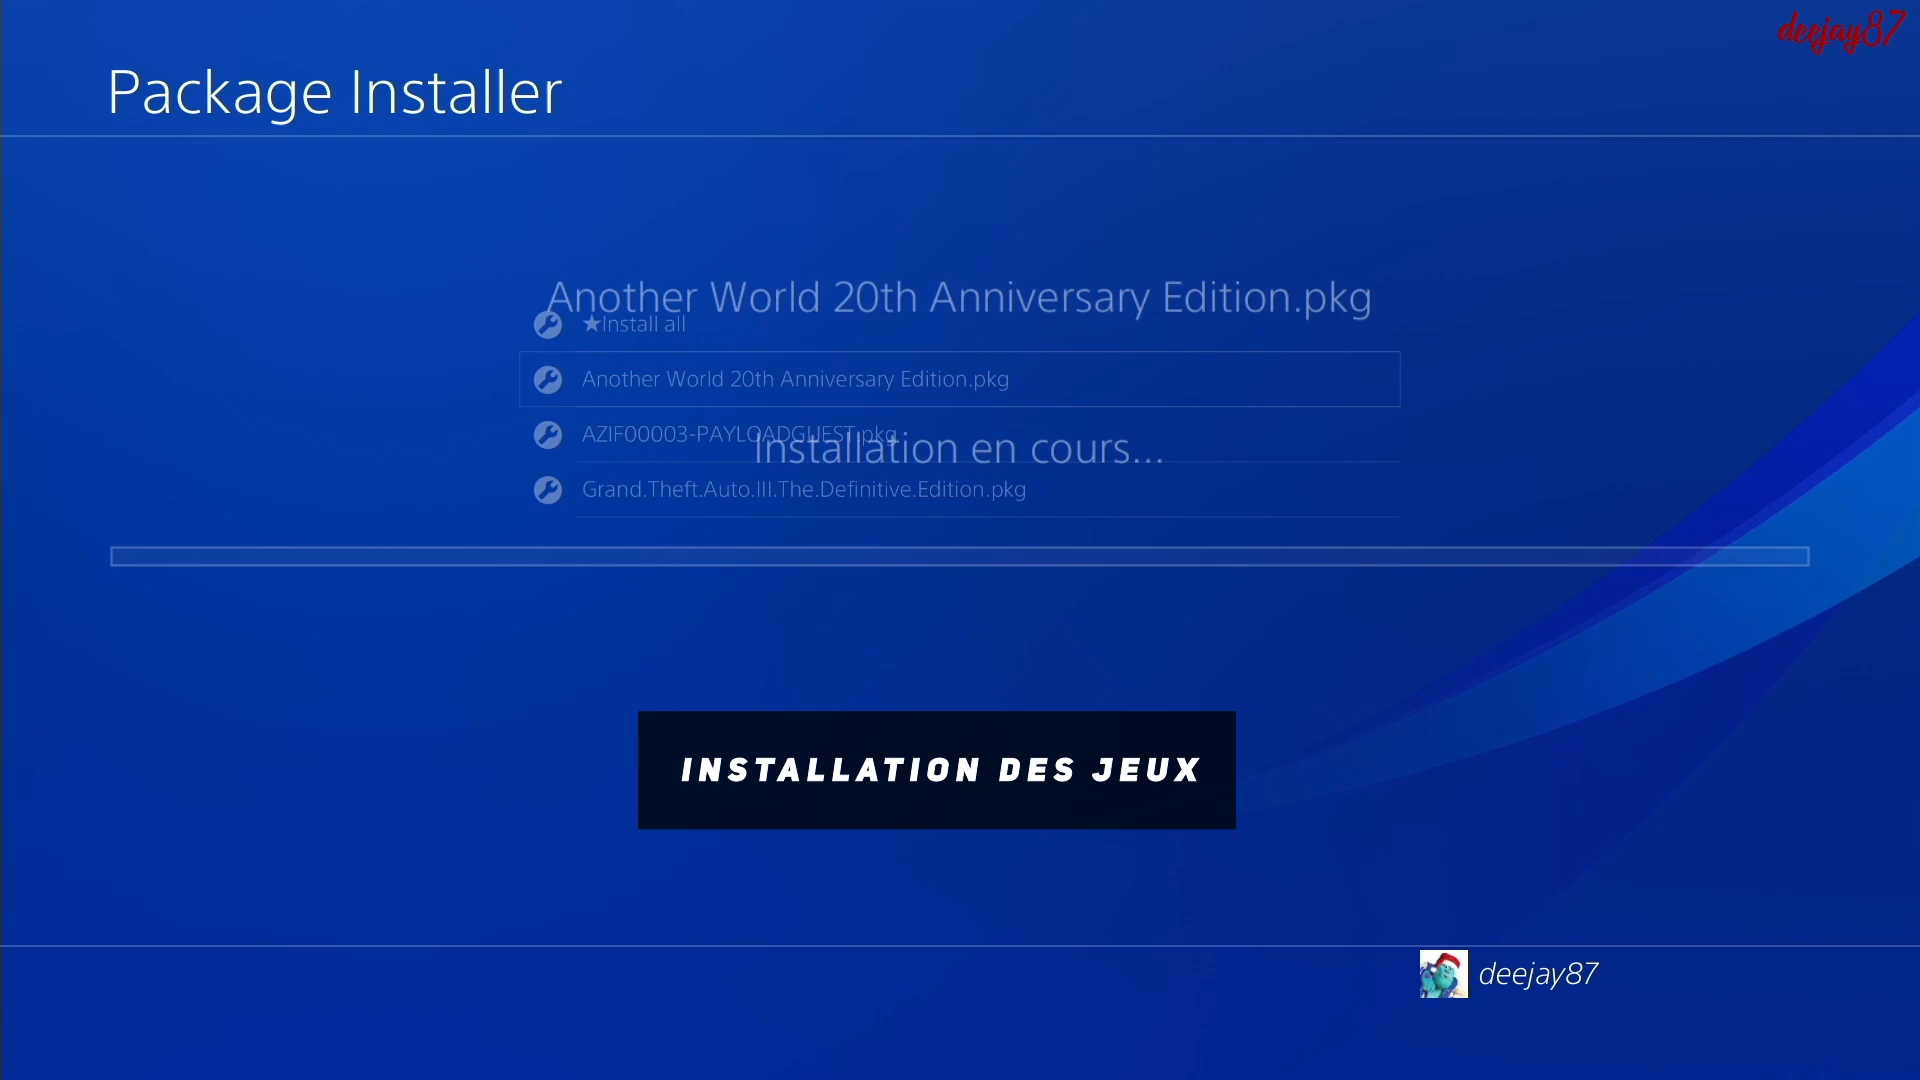 deejay87
Package Installer
Another World 20th Anniversary Edition.pkg
★Install all
Another World 20th Anniversary Edition.pkg
AZIF00003-PAYLOADGUEST.pkg
Installation en cours...
Grand.Theft.Auto.III.The.Definitive.Edition.pkg
INSTALLATION DES JEUX
deejay87